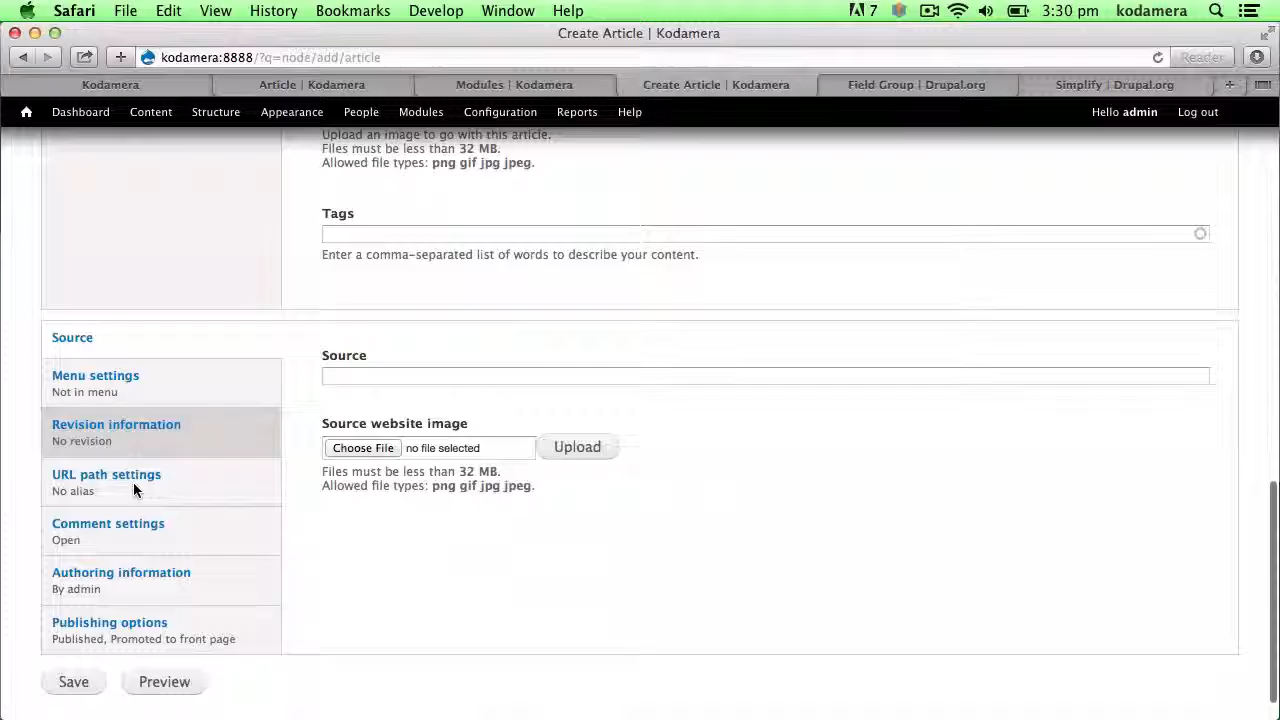 Safari File Edit View History Bookmarks Develop Window Help 7 3:30 pm kodamera
Create Article | Kodamera
kodamera:8888/?q=node/add/article Reader
Kodamera Article | Kodamera Modules | Kodamera Create Article | Kodamera Field Group | Drupal.org Simplify | Drupal.org
Dashboard Content Structure Appearance People Modules Configuration Reports Help Hello admin Log out
Upload an image to go with this article.
Files must be less than 32 MB.
Allowed file types: png gif jpg jpeg.
Tags
Enter a comma-separated list of words to describe your content.
Source
Menu settings
Not in menu
Revision information
No revision
URL path settings
No alias
Comment settings
Open
Authoring information
By admin
Publishing options
Published, Promoted to front page
Source
Source website image
Choose File no file selected Upload
Files must be less than 32 MB.
Allowed file types: png gif jpg jpeg.
Save Preview